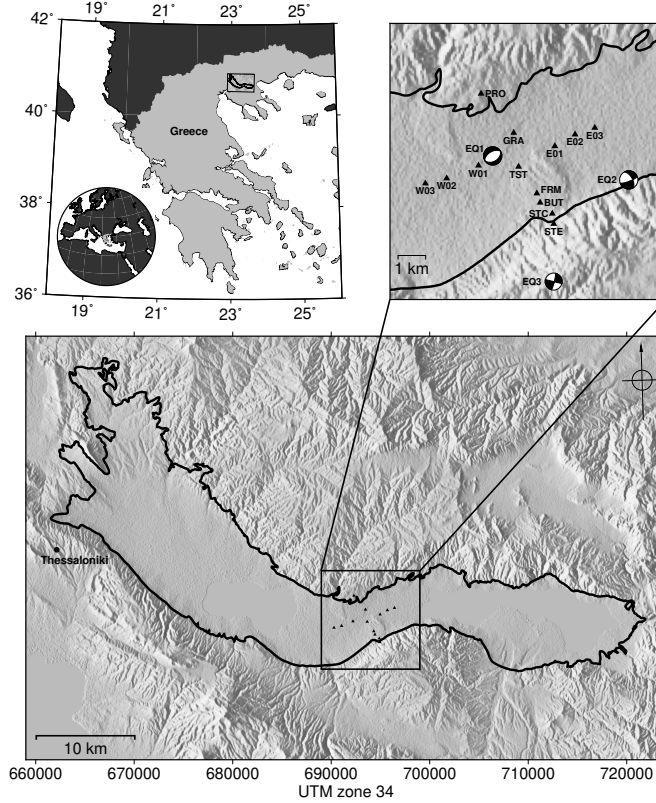 19˚ 21˚ 23˚ 25˚
42˚
40˚
38˚
36˚
Greece
19˚ 21˚ 23˚ 25˚
PRO
GRA
EQ1
E01
E02
E03
W01
W02
W03
TST
EQ2
FRM
BUT
STC
STE
EQ3
1 km
Thessaloniki
10 km
660000 670000 680000 690000 700000 710000 720000
UTM zone 34